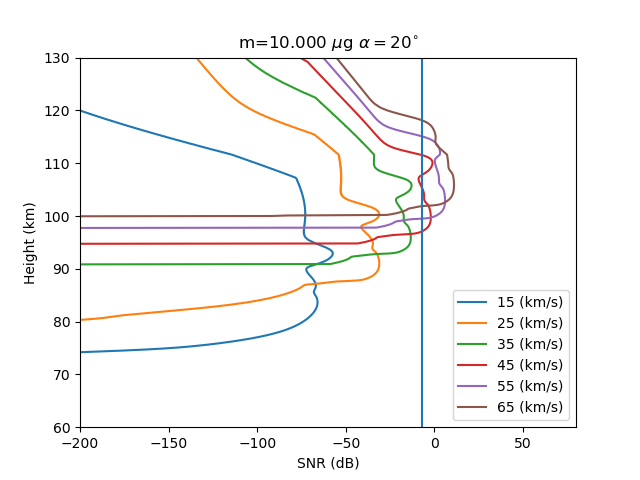 m=10.000 μg α = 20°
130
120
110
100
90
80
70
60
Height (km)
−200
−150
−100
−50
0
50
SNR (dB)
15 (km/s)
25 (km/s)
35 (km/s)
45 (km/s)
55 (km/s)
65 (km/s)